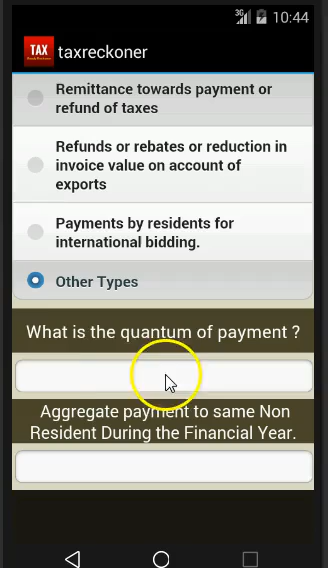 3G 10:44
TAX taxreckoner
Remittance towards payment or
refund of taxes
Refunds or rebates or reduction in
invoice value on account of
exports
Payments by residents for
international bidding.
Other Types
What is the quantum of payment ?
Aggregate payment to same Non
Resident During the Financial Year.